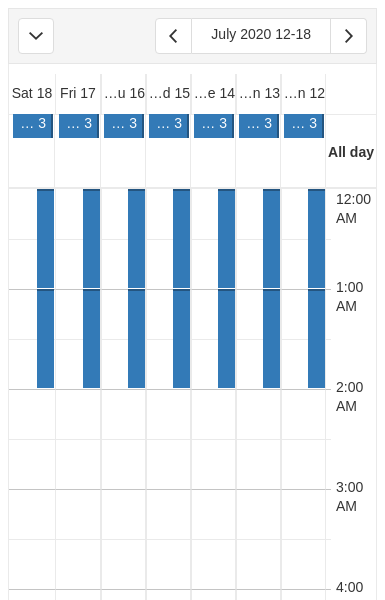 July 2020 12-18
Sat 18 Fri 17 …u 16 …d 15 …e 14 …n 13 …n 12
… 3 … 3 … 3 … 3 … 3 … 3 … 3
All day
12:00
AM
1:00
AM
2:00
AM
3:00
AM
4:00